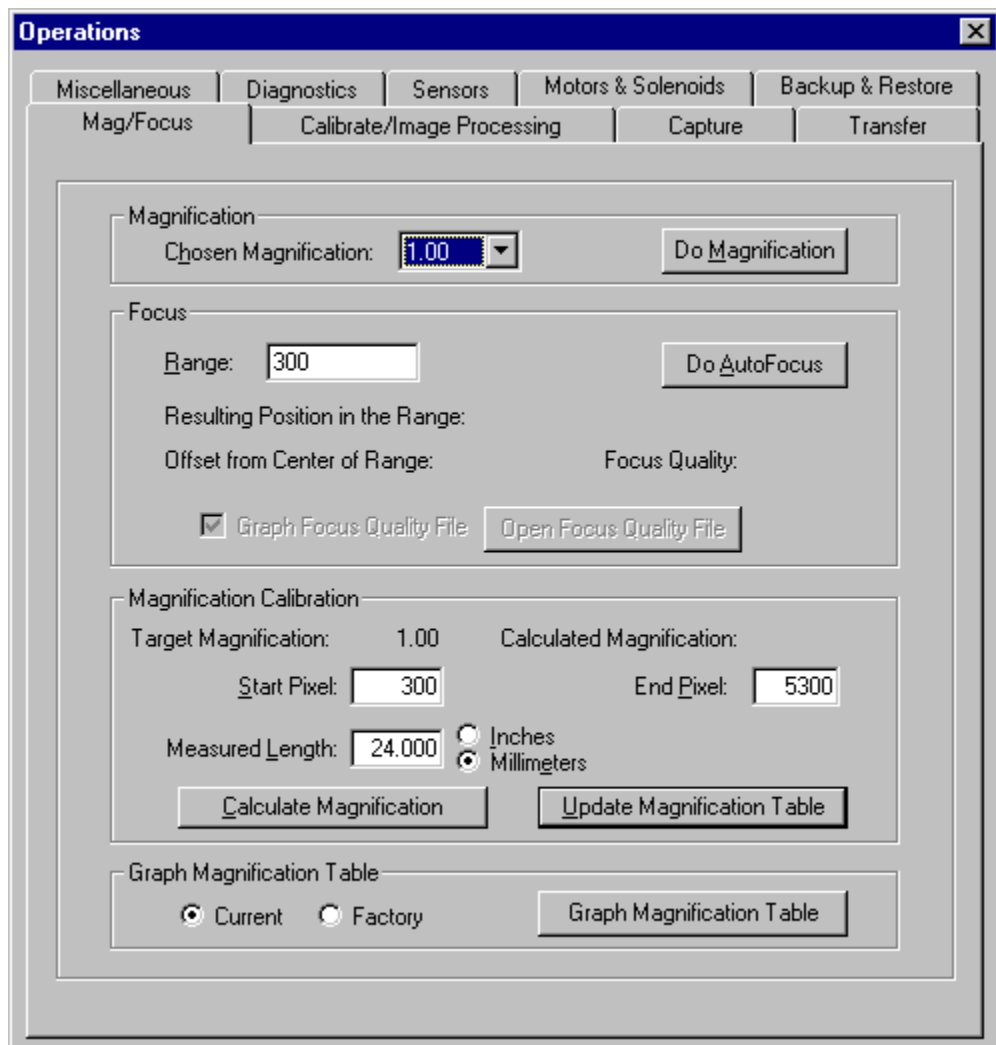 Operations
Miscellaneous Diagnostics Sensors Motors & Solenoids Backup & Restore
Mag/Focus Calibrate/Image Processing Capture Transfer
Magnification
Chosen Magnification: 1.00 Do Magnification
Focus
Range: 300 Do AutoFocus
Resulting Position in the Range:
Offset from Center of Range: Focus Quality:
Graph Focus Quality File Open Focus Quality File
Magnification Calibration
Target Magnification: 1.00 Calculated Magnification:
Start Pixel: 300 End Pixel: 5300
Measured Length: 24.000 Inches
Millimeters
Calculate Magnification Update Magnification Table
Graph Magnification Table
Current Factory Graph Magnification Table